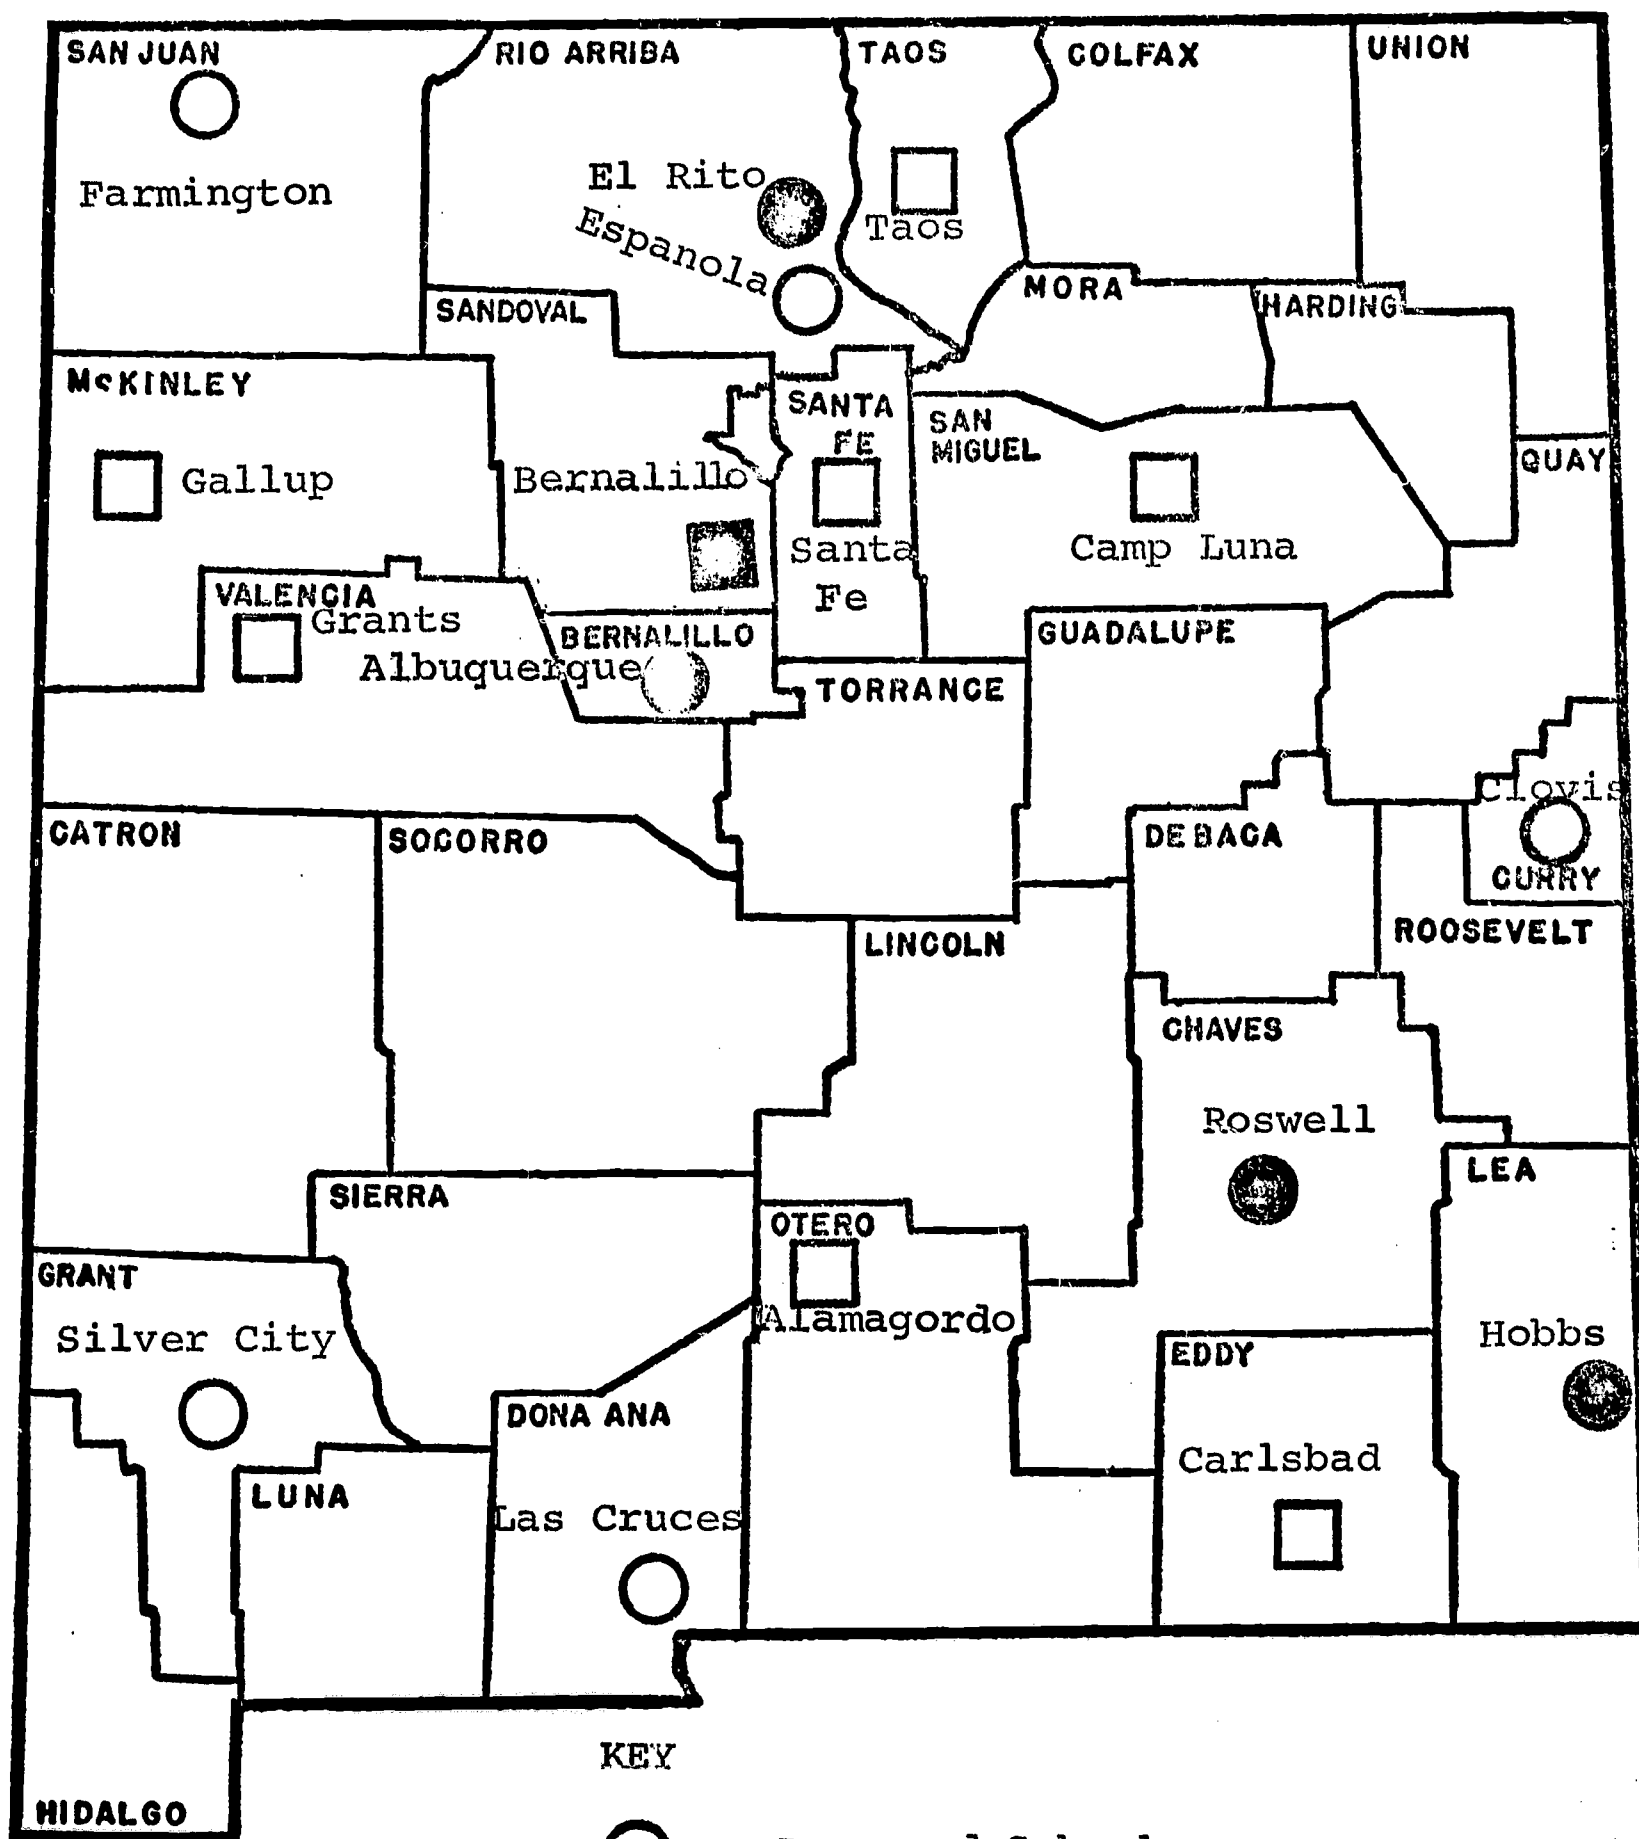 SAN JUAN
RIO ARRIBA
TAOS
COLFAX
UNION
Farmington
El Rito
Espanola
Taos
SANDOVAL
MORA
HARDING
McKINLEY
SANTA
FE
SAN
MIGUEL
QUAY
Gallup
Bernalillo
Santa
Fe
Camp Luna
VALENCIA
Grants
BERNALILLO
Albuquerque
GUADALUPE
TORRANCE
Clovis
CATRON
SOCORRO
DE BACA
CURRY
LINCOLN
ROOSEVELT
CHAVES
Roswell
LEA
SIERRA
OTERO
GRANT
Alamagordo
Silver City
Hobbs
EDDY
DONA ANA
Carlsbad
LUNA
Las Cruces
KEY
HIDALGO